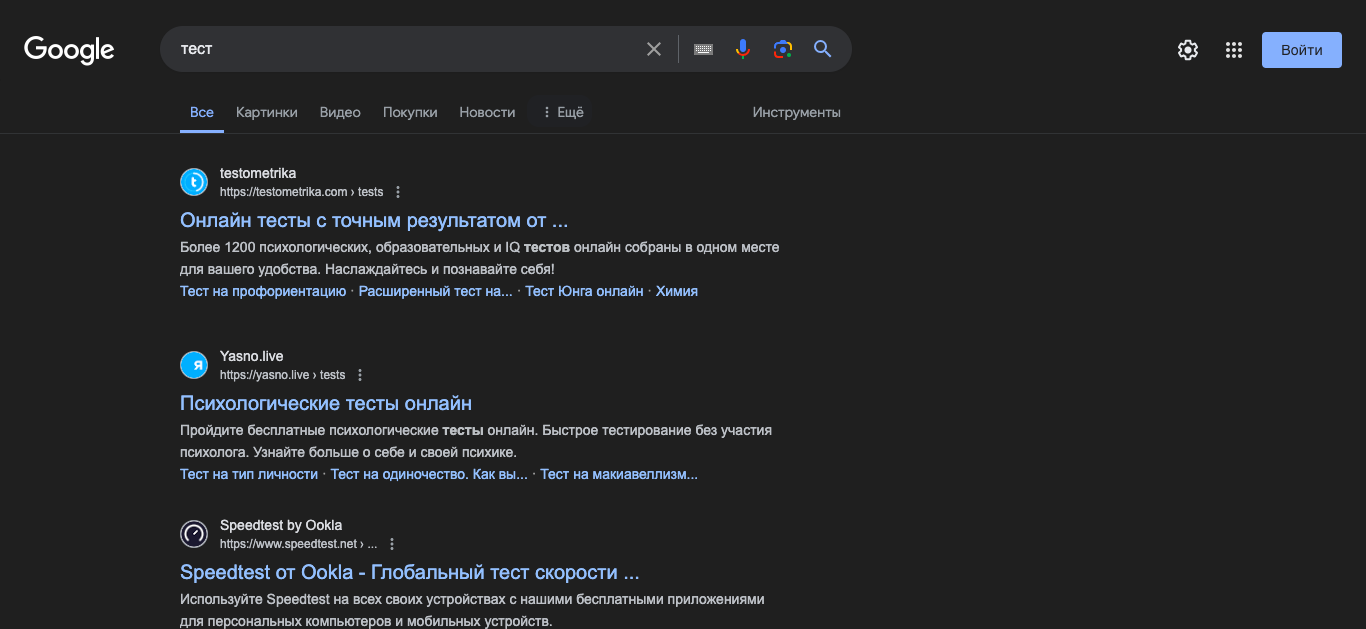 Google
тест
Войти
Все Картинки Видео Покупки Новости Ещё Инструменты
testometrika
https://testometrika.com › tests
Онлайн тесты с точным результатом от ...
Более 1200 психологических, образовательных и IQ тестов онлайн собраны в одном месте
для вашего удобства. Наслаждайтесь и познавайте себя!
Тест на профориентацию · Расширенный тест на... · Тест Юнга онлайн · Химия
Я
Yasno.live
https://yasno.live › tests
Психологические тесты онлайн
Пройдите бесплатные психологические тесты онлайн. Быстрое тестирование без участия
психолога. Узнайте больше о себе и своей психике.
Тест на тип личности · Тест на одиночество. Как вы... · Тест на макиавеллизм...
Speedtest by Ookla
https://www.speedtest.net › ...
Speedtest от Ookla - Глобальный тест скорости ...
Используйте Speedtest на всех своих устройствах с нашими бесплатными приложениями
для персональных компьютеров и мобильных устройств.